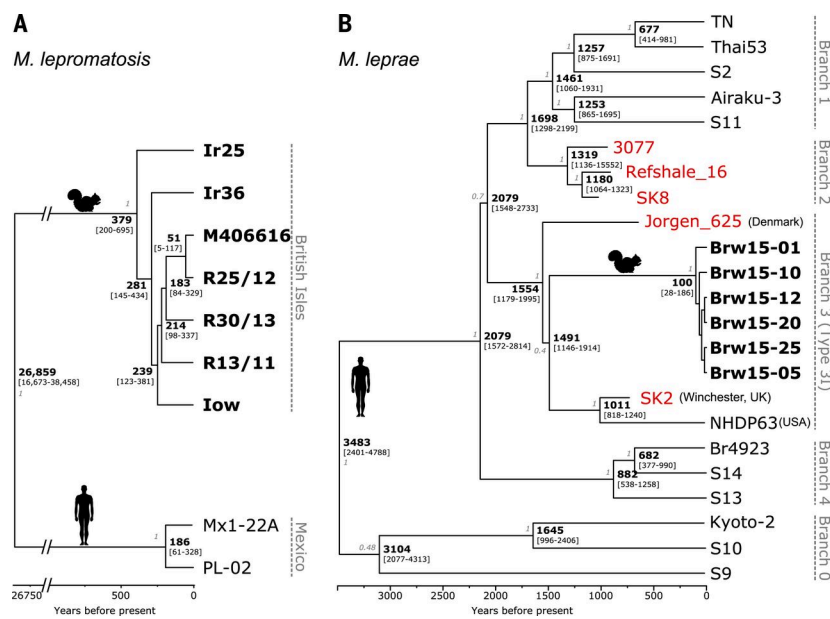 A
M. lepromatosis
Ir25
1
Ir36
379
[200-695]
M406616
51
[5-117]
281
[145-434]
R25/12
183
[84-329]
R30/13
214
[98-337]
R13/11
239
[123-381]
26,859
[16,673-38,458]
1
Iow
British Isles
Mx1-22A
1
186
[61-328]
PL-02
Mexico
26750
500
0
Years before present
B
M. leprae
TN
1
677
[414-981]
Thai53
1
1257
[875-1691]
S2
1
1461
[1060-1931]
Airaku-3
1
1253
[865-1695]
S11
1
1698
[1298-2199]
Branch 1
3077
1
1319
[1136-15552]
Refshale_16
1
1180
[1064-1323]
SK8
Branch 2
0.7
2079
[1548-2733]
Jorgen_625 (Denmark)
1
1554
[1179-1995]
Brw15-01
1
100
[28-186]
Brw15-10
Brw15-12
Brw15-20
Brw15-25
Brw15-05
1
2079
[1572-2814]
0.4
1491
[1146-1914]
SK2 (Winchester, UK)
1
1011
[818-1240]
NHDP63 (USA)
Branch 3 (Type 3I)
3483
[2401-4788]
1
Br4923
1
682
[377-990]
S14
1
882
[538-1258]
S13
Branch 4
Kyoto-2
1
1645
[996-2406]
S10
0.48
3104
[2077-4313]
S9
Branch 0
3000
2500
2000
1500
1000
500
0
Years before present